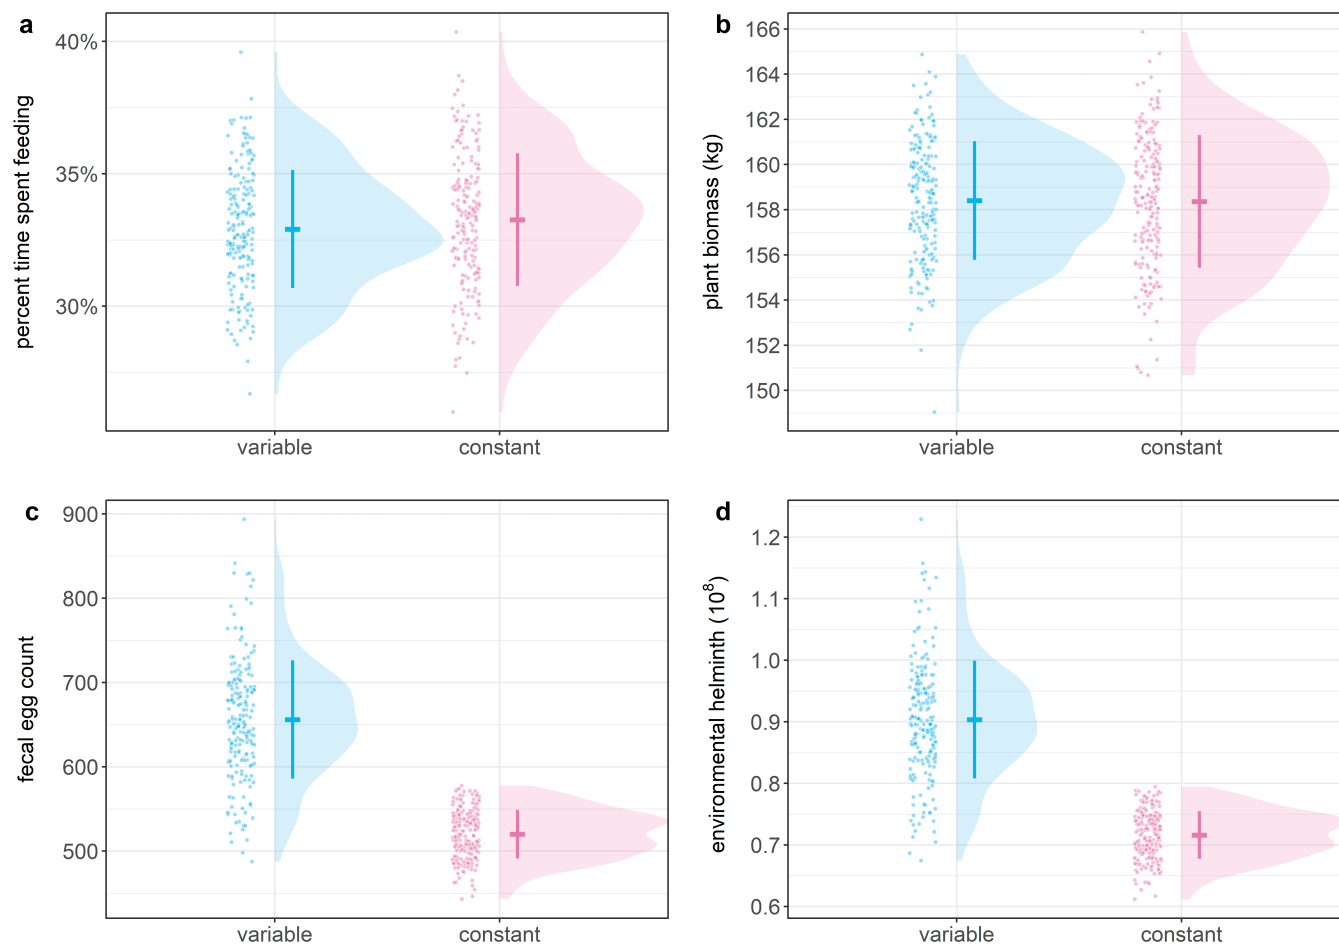 a
percent time spent feeding
40%
35%
30%
variable
constant
b
plant biomass (kg)
166
164
162
160
158
156
154
152
150
variable
constant
c
fecal egg count
900
800
700
600
500
variable
constant
d
environmental helminth (10⁸)
1.2
1.1
1.0
0.9
0.8
0.7
0.6
variable
constant